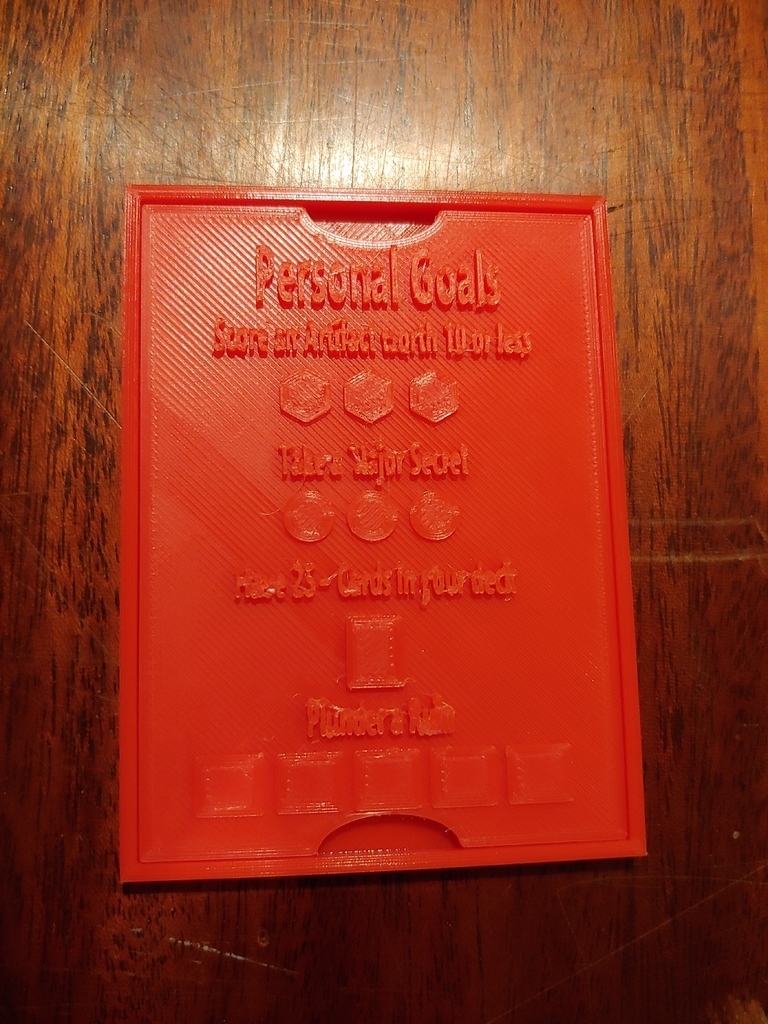 Personal Goals
Score an Artifact worth 10 or less
Take a Major Secret
Have 25+ Cards in your deck
Plunder a Ruin